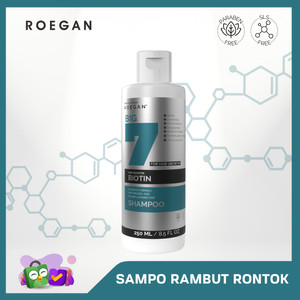 ROEGAN
PARABEN
FREE
SLS
FREE
ROEGAN
BIG
7
FOR HAIR GROWTH
BIOTIN
SHAMPOO
250 ML / 8.5 FL OZ
SAMPO RAMBUT RONTOK